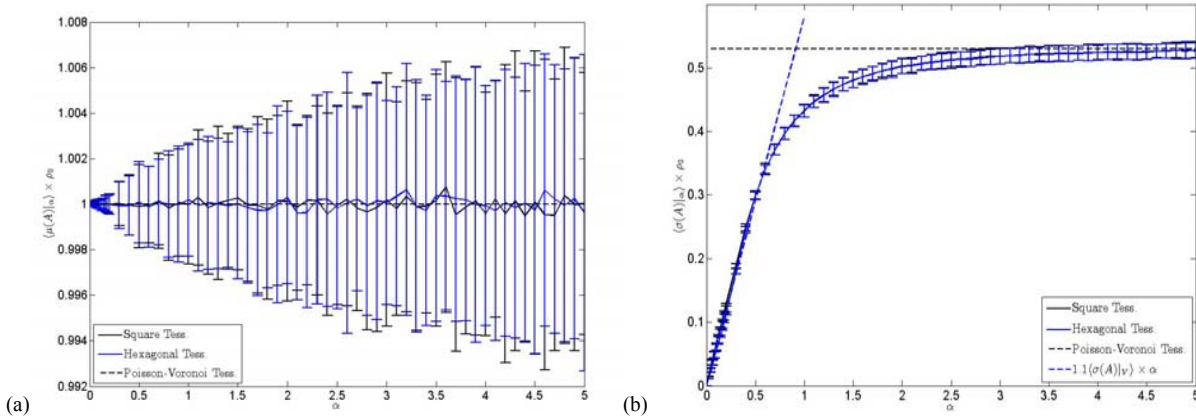 1.008
1.006
1.004
1.002
1
0.998
0.996
0.994
0.992
0 0.5 1 1.5 2 2.5 3 3.5 4 4.5 5
α
⟨μ(A)|α⟩ × ρ0
Square Tess.
Hexagonal Tess.
Poisson-Voronoi Tess.
(a)
0.5
0.4
0.3
0.2
0.1
0
0 0.5 1 1.5 2 2.5 3 3.5 4 4.5 5
α
⟨σ(A)|α⟩ × ρ0
Square Tess.
Hexagonal Tess.
Poisson-Voronoi Tess.
1.1⟨σ(A)|V⟩ × α
(b)